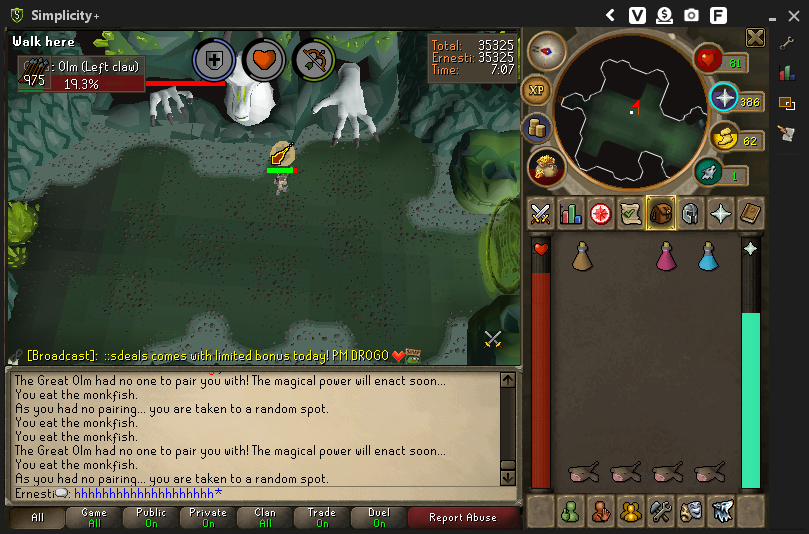 Simplicity+
V
F
Walk here
: Olm (Left claw)
975
19.3%
Total: 35325
Ernesti: 35325
Time: 7:07
XP
81
386
62
1
[Broadcast]: ::sdeals comes with limited bonus today! PM DROGO
The Great Olm had no one to pair you with! The magical power will enact soon...
You eat the monkfish.
As you had no pairing... you are taken to a random spot.
You eat the monkfish.
You eat the monkfish.
The Great Olm had no one to pair you with! The magical power will enact soon...
You eat the monkfish.
As you had no pairing... you are taken to a random spot.
Ernesti: hhhhhhhhhhhhhhhhhhhh*
All
Game All
Public On
Private On
Clan All
Trade On
Duel On
Report Abuse